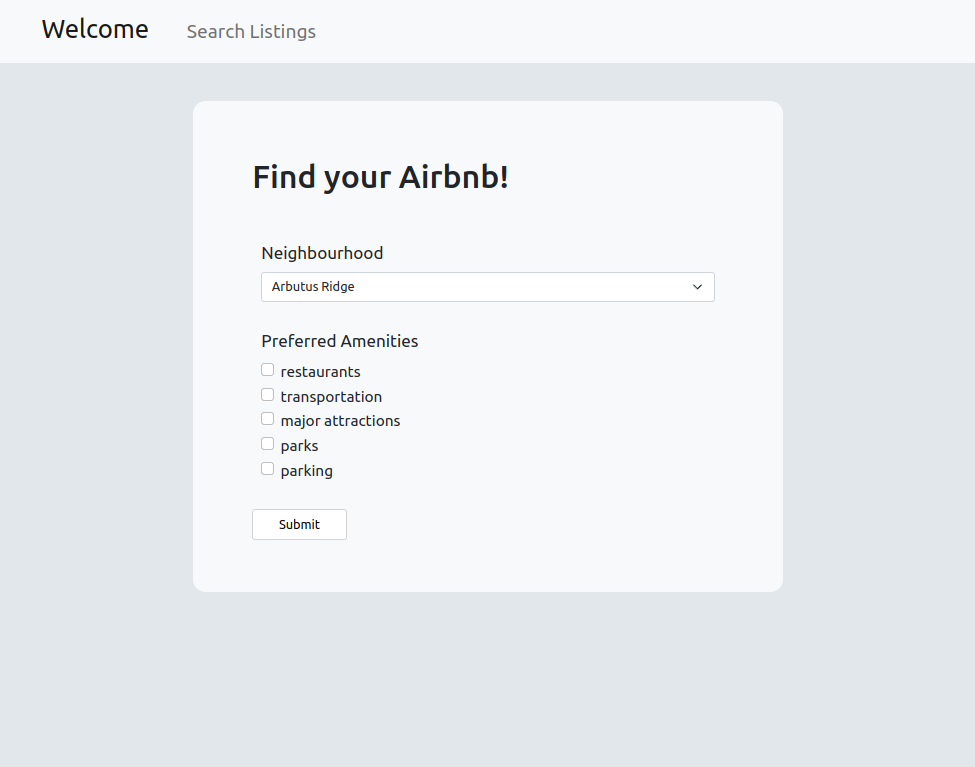 Welcome Search Listings
Find your Airbnb!
Neighbourhood
Arbutus Ridge
Preferred Amenities
restaurants
transportation
major attractions
parks
parking
Submit